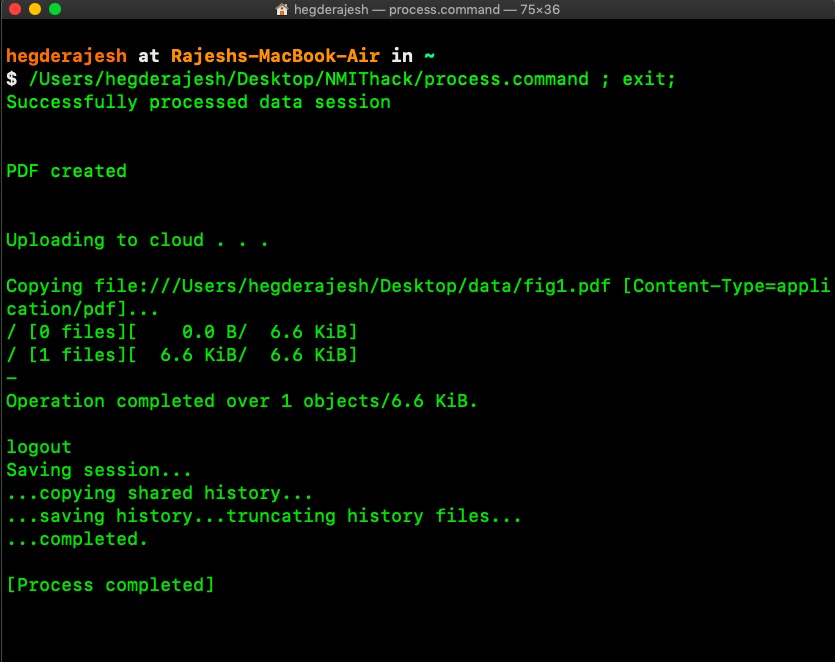 hegderajesh — process.command — 75×36
hegderajesh at Rajeshs-MacBook-Air in ~
$ /Users/hegderajesh/Desktop/NMIThack/process.command ; exit;
Successfully processed data session
PDF created
Uploading to cloud . . .
Copying file:///Users/hegderajesh/Desktop/data/fig1.pdf [Content-Type=appli
cation/pdf]...
/ [0 files][    0.0 B/  6.6 KiB]
/ [1 files][  6.6 KiB/  6.6 KiB]
-
Operation completed over 1 objects/6.6 KiB.
logout
Saving session...
...copying shared history...
...saving history...truncating history files...
...completed.
[Process completed]